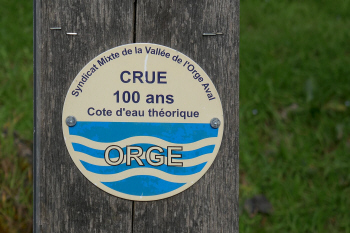 Syndicat Mixte de la Vallée de l'Orge Aval
CRUE
100 ans
Cote d'eau théorique
ORGE